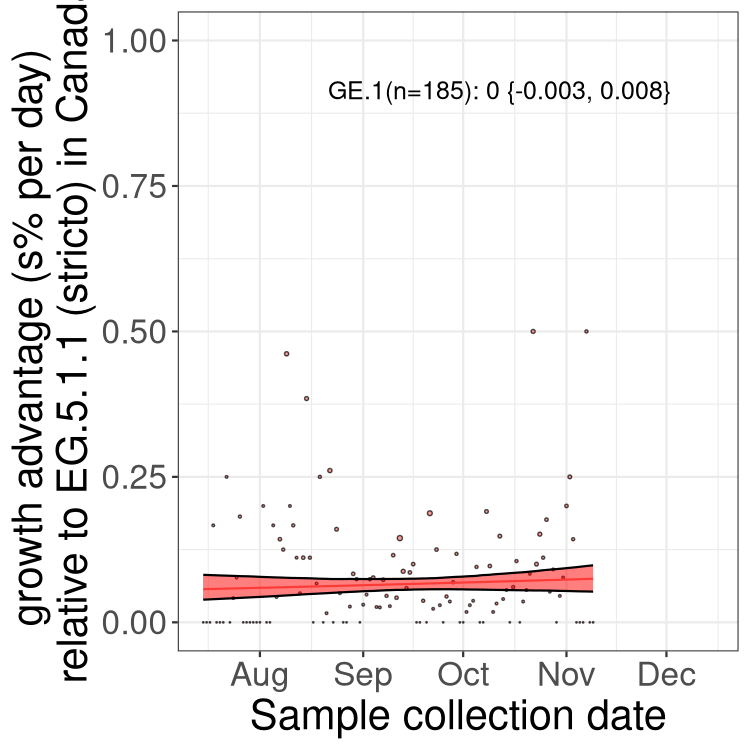 growth advantage (s% per day)
relative to EG.5.1.1 (stricto) in Canada
1.00
0.75
0.50
0.25
0.00
GE.1(n=185): 0 {-0.003, 0.008}
Aug Sep Oct Nov Dec
Sample collection date